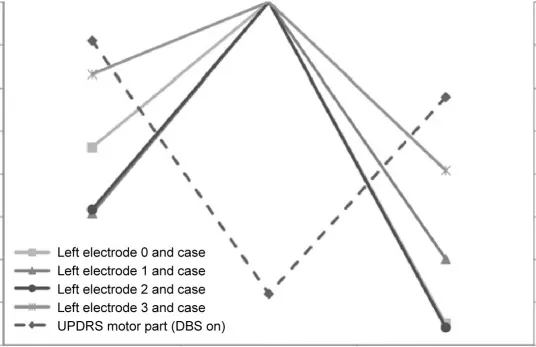 Left electrode 0 and case
Left electrode 1 and case
Left electrode 2 and case
Left electrode 3 and case
UPDRS motor part (DBS on)